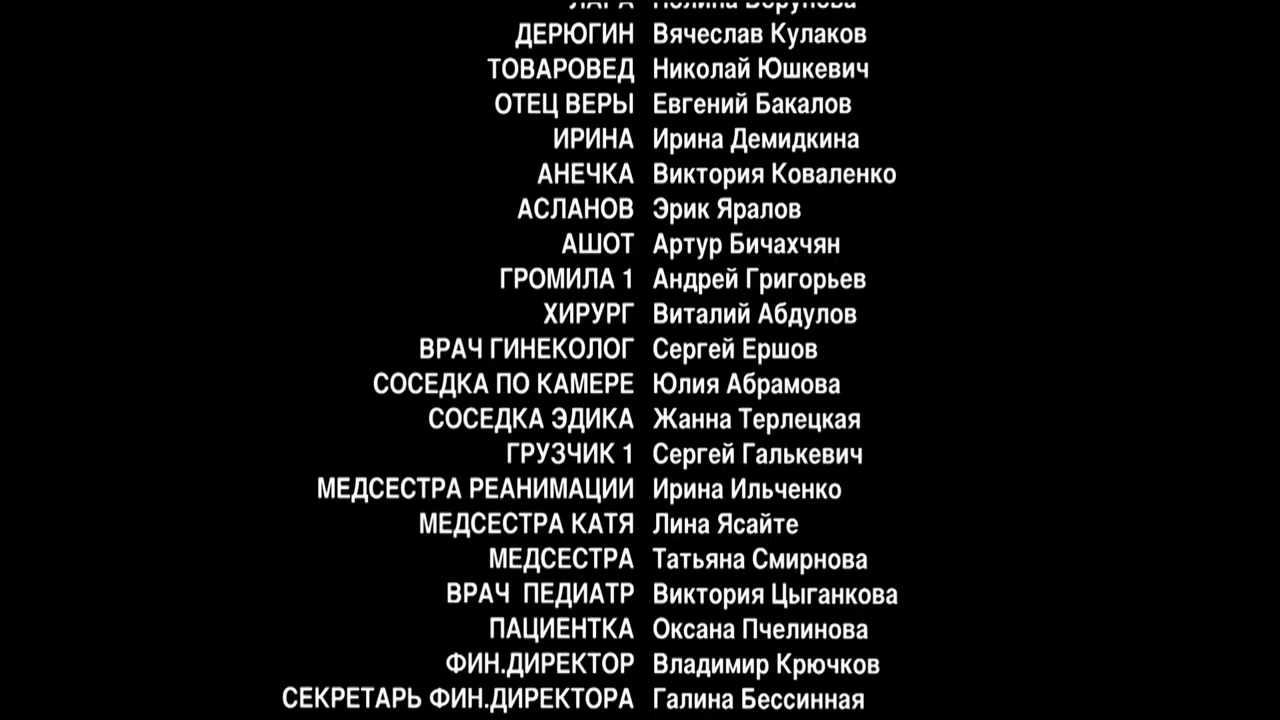 ДЕРЮГИН Вячеслав Кулаков
ТОВАРОВЕД Николай Юшкевич
ОТЕЦ ВЕРЫ Евгений Бакалов
ИРИНА Ирина Демидкина
АНЕЧКА Виктория Коваленко
АСЛАНОВ Эрик Яралов
АШОТ Артур Бичахчян
ГРОМИЛА 1 Андрей Григорьев
ХИРУРГ Виталий Абдулов
ВРАЧ ГИНЕКОЛОГ Сергей Ершов
СОСЕДКА ПО КАМЕРЕ Юлия Абрамова
СОСЕДКА ЭДИКА Жанна Терлецкая
ГРУЗЧИК 1 Сергей Галькевич
МЕДСЕСТРА РЕАНИМАЦИИ Ирина Ильченко
МЕДСЕСТРА КАТЯ Лина Ясайте
МЕДСЕСТРА Татьяна Смирнова
ВРАЧ ПЕДИАТР Виктория Цыганкова
ПАЦИЕНТКА Оксана Пчелинова
ФИН.ДИРЕКТОР Владимир Крючков
СЕКРЕТАРЬ ФИН.ДИРЕКТОРА Галина Бессинная